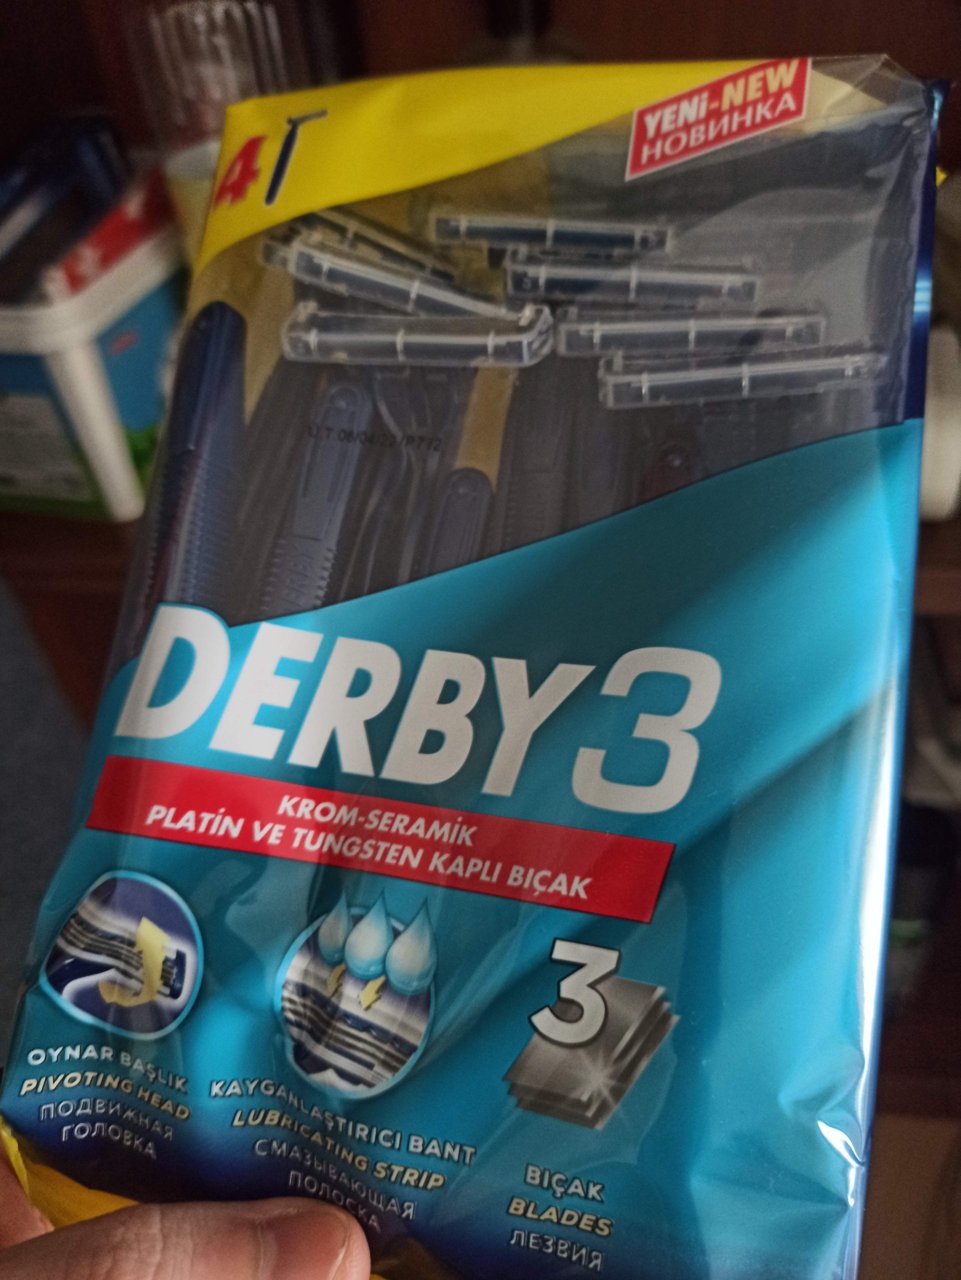 4
YENİ-NEW
НОВИНКА
DERBY3
KROM-SERAMİK
PLATİN VE TUNGSTEN KAPLI BIÇAK
OYNAR BAŞLIK
PIVOTING HEAD
ПОДВИЖНАЯ
ГОЛОВКА
KAYGANLAŞTIRICI BANT
LUBRICATING STRIP
СМАЗЫВАЮЩАЯ
ПОЛОСКА
3
BIÇAK
BLADES
ЛЕЗВИЯ